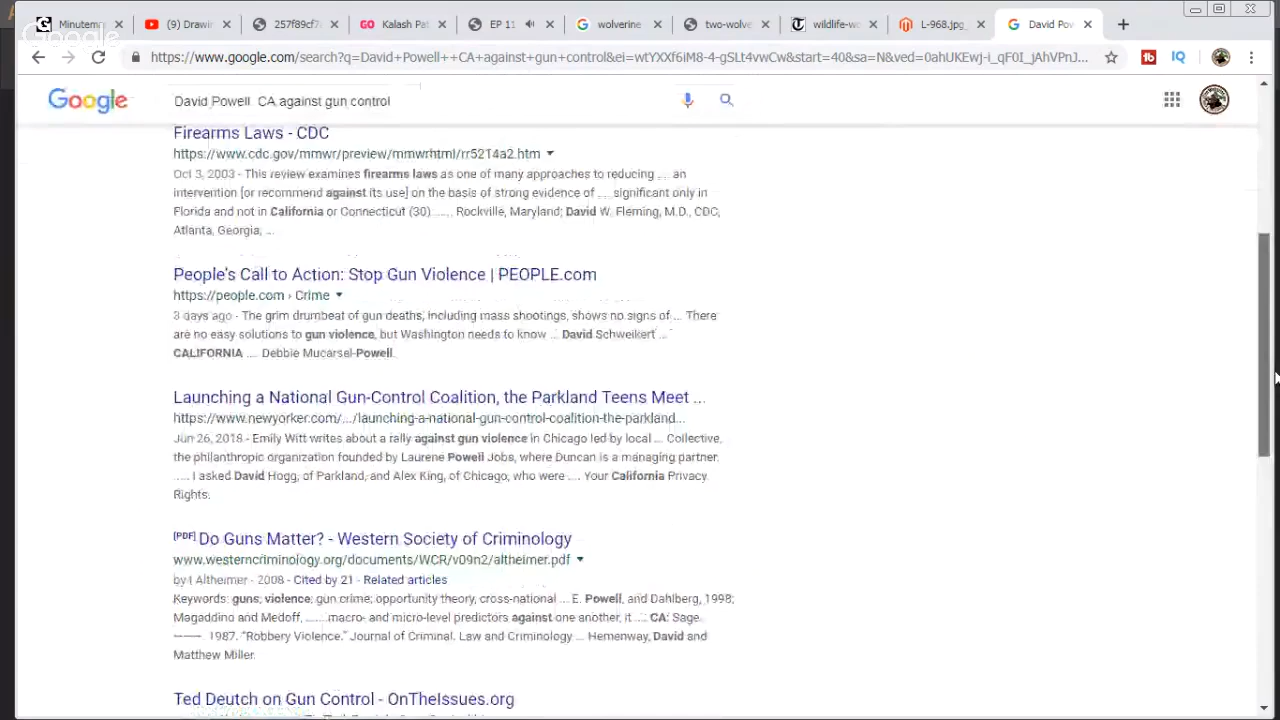 Minutem
(9) Drawi
257f89cf7
Kalash Pat
EP 11
wolverine
two-wolve
wildlife-wo
L-968.jpg_
David Pov
Google
https://www.google.com/search?q=David+Powell++CA+against+gun+control&ei=wtYXXf6iM8-4-gSLt4vwCw&start=40&sa=N&ved=0ahUKEwj-i_qF0I_jAhVPnJ...
Google
David Powell CA against gun control
Firearms Laws - CDC
https://www.cdc.gov/mmwr/preview/mmwrhtml/rr5214a2.htm
Oct 3, 2003 - This review examines firearms laws as one of many approaches to reducing ... an
intervention [or recommend against its use] on the basis of strong evidence of ... significant only in
Florida and not in California or Connecticut (30) ..... Rockville, Maryland; David W. Fleming, M.D., CDC,
Atlanta, Georgia, ...
People's Call to Action: Stop Gun Violence | PEOPLE.com
https://people.com › Crime
3 days ago - The grim drumbeat of gun deaths, including mass shootings, shows no signs of ... There
are no easy solutions to gun violence, but Washington needs to know ... David Schweikert ...
CALIFORNIA ... Debbie Mucarsel-Powell.
Launching a National Gun-Control Coalition, the Parkland Teens Meet ...
https://www.newyorker.com/.../launching-a-national-gun-control-coalition-the-parkland...
Jun 26, 2018 - Emily Witt writes about a rally against gun violence in Chicago led by local ... Collective,
the philanthropic organization founded by Laurene Powell Jobs, where Duncan is a managing partner.
..... I asked David Hogg, of Parkland, and Alex King, of Chicago, who were .... Your California Privacy
Rights.
[PDF] Do Guns Matter? - Western Society of Criminology
www.westerncriminology.org/documents/WCR/v09n2/altheimer.pdf
by I Altheimer - 2008 - Cited by 21 - Related articles
Keywords: guns; violence; gun crime; opportunity theory, cross-national ... E. Powell, and Dahlberg, 1998;
Magaddino and Medoff, ...... macro- and micro-level predictors against one another, it .... CA: Sage.
—— 1987. "Robbery Violence." Journal of Criminal. Law and Criminology ... Hemenway, David and
Matthew Miller.
Ted Deutch on Gun Control - OnTheIssues.org